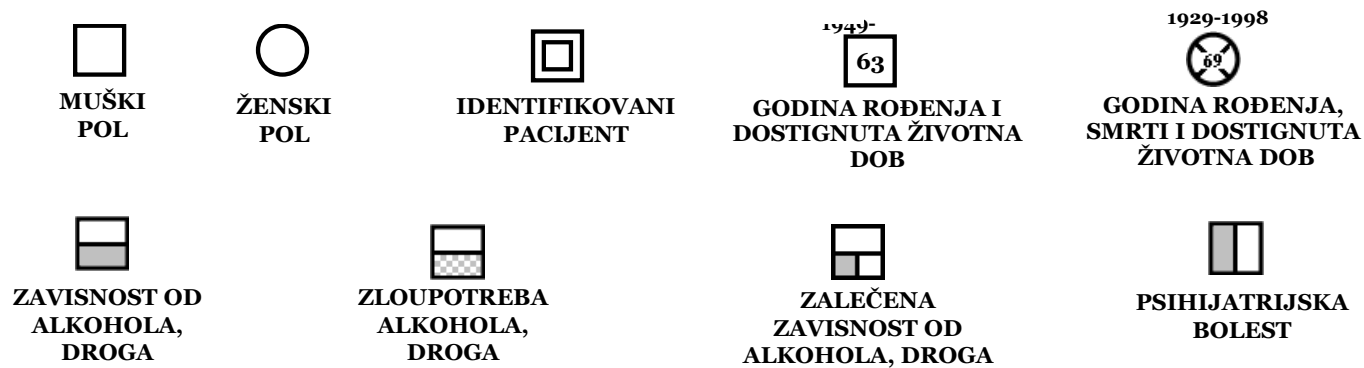 1949-
1929-1998
63
69
MUŠKI
POL
ŽENSKI
POL
IDENTIFIKOVANI
PACIJENT
GODINA ROĐENJA I
DOSTIGNUTA ŽIVOTNA
DOB
GODINA ROĐENJA,
SMRTI I DOSTIGNUTA
ŽIVOTNA DOB
ZAVISNOST OD
ALKOHOLA,
DROGA
ZLOUPOTREBA
ALKOHOLA,
DROGA
ZALEČENA
ZAVISNOST OD
ALKOHOLA, DROGA
PSIHIJATRIJSKA
BOLEST